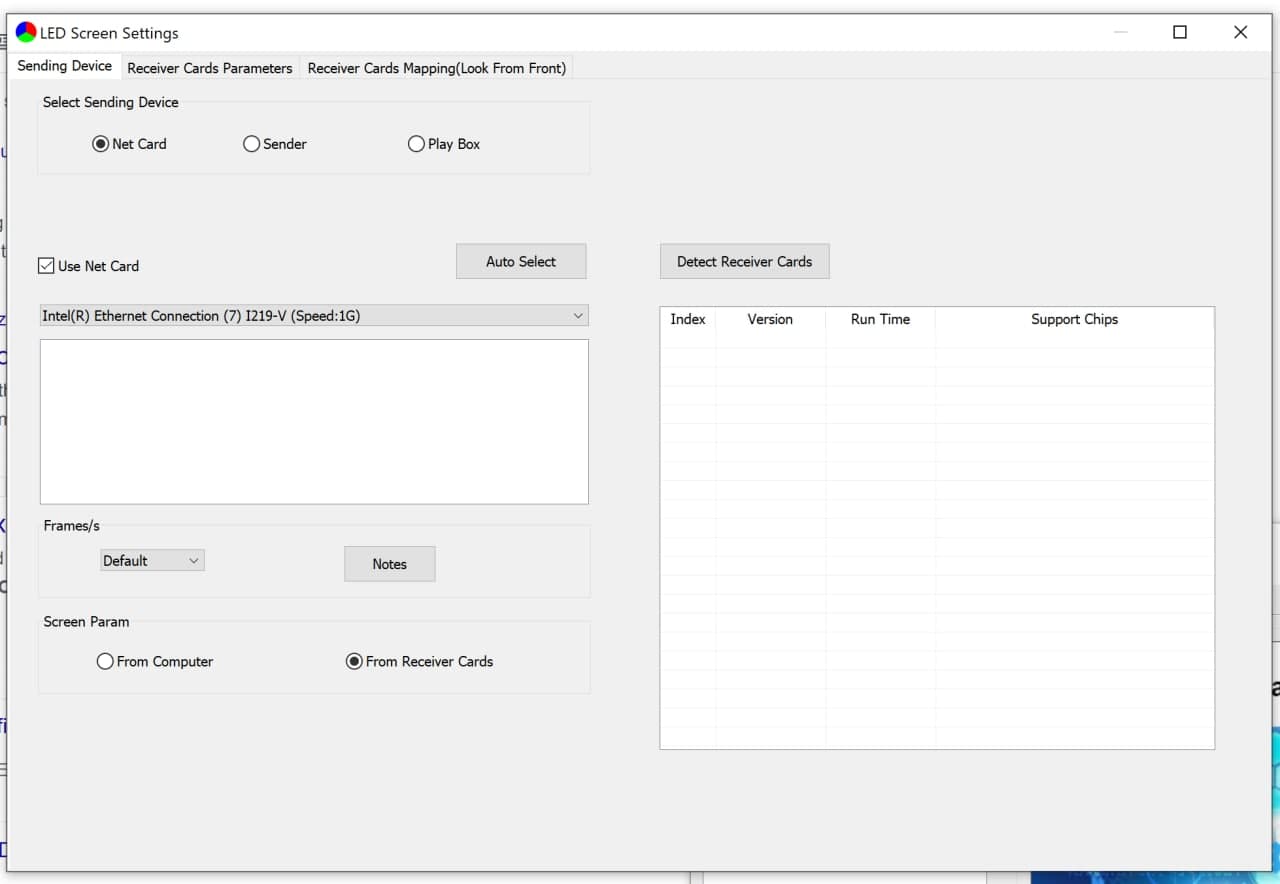 LED Screen Settings
Sending Device Receiver Cards Parameters Receiver Cards Mapping(Look From Front)
Select Sending Device
Net Card Sender Play Box
Use Net Card Auto Select Detect Receiver Cards
Intel(R) Ethernet Connection (7) I219-V (Speed:1G)
Index Version Run Time Support Chips
Frames/s
Default Notes
Screen Param
From Computer From Receiver Cards